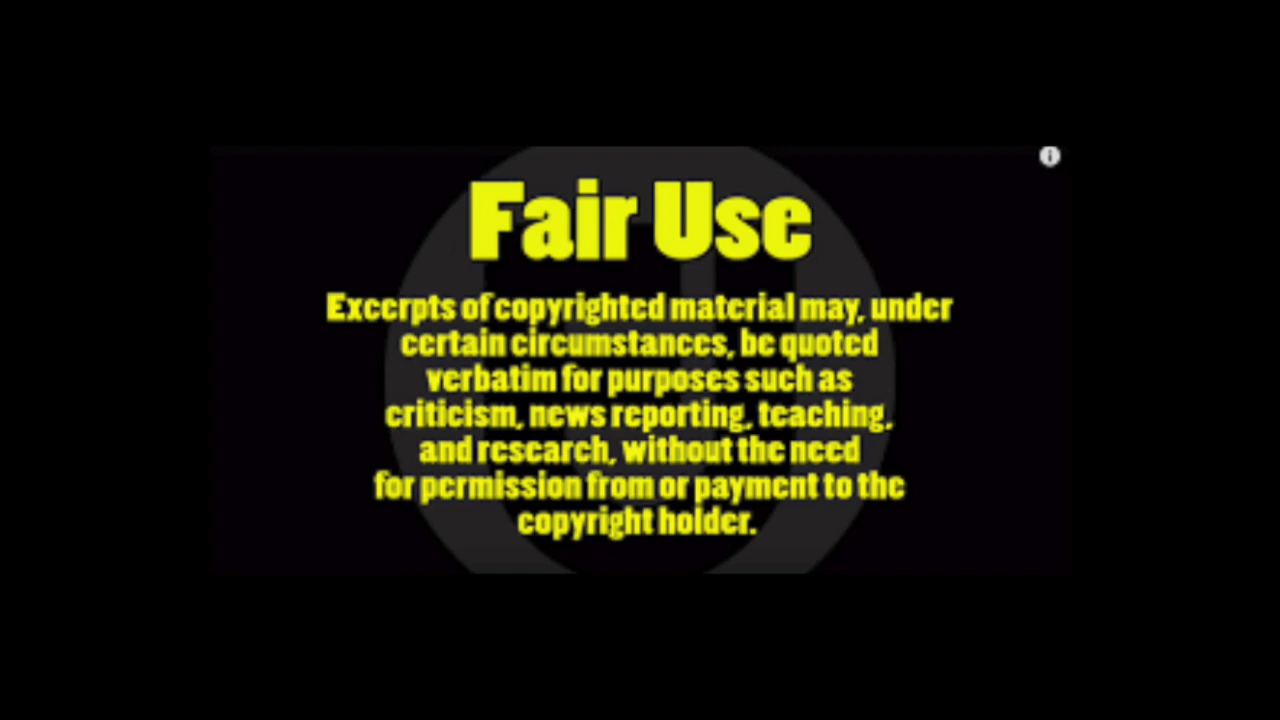 Fair Use
Excerpts of copyrighted material may, under
certain circumstances, be quoted
verbatim for purposes such as
criticism, news reporting, teaching,
and research, without the need
for permission from or payment to the
copyright holder.